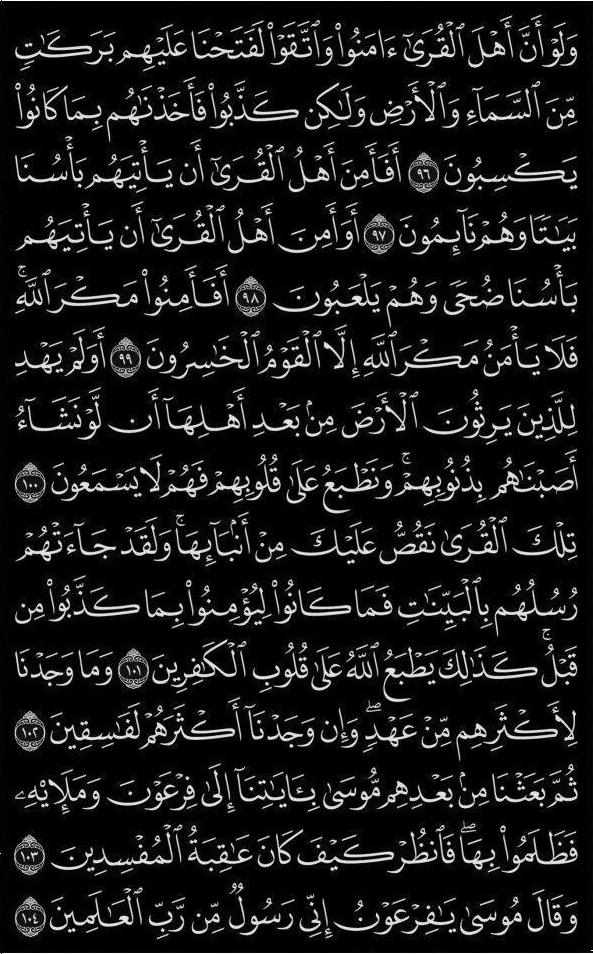 وَلَوْ أَنَّ أَهْلَ ٱلْقُرَىٰٓ ءَامَنُوا۟ وَٱتَّقَوْا۟ لَفَتَحْنَا عَلَيْهِم بَرَكَـٰتٍ
مِّنَ ٱلسَّمَآءِ وَٱلْأَرْضِ وَلَـٰكِن كَذَّبُوا۟ فَأَخَذْنَـٰهُم بِمَا كَانُوا۟
يَكْسِبُونَ ٩٦ أَفَأَمِنَ أَهْلُ ٱلْقُرَىٰٓ أَن يَأْتِيَهُم بَأْسُنَا
بَيَـٰتًا وَهُمْ نَآئِمُونَ ٩٧ أَوَأَمِنَ أَهْلُ ٱلْقُرَىٰٓ أَن يَأْتِيَهُم
بَأْسُنَا ضُحًى وَهُمْ يَلْعَبُونَ ٩٨ أَفَأَمِنُوا۟ مَكْرَ ٱللَّهِ ۚ
فَلَا يَأْمَنُ مَكْرَ ٱللَّهِ إِلَّا ٱلْقَوْمُ ٱلْخَـٰسِرُونَ ٩٩ أَوَلَمْ يَهْدِ
لِلَّذِينَ يَرِثُونَ ٱلْأَرْضَ مِنۢ بَعْدِ أَهْلِهَآ أَن لَّوْ نَشَآءُ
أَصَبْنَـٰهُم بِذُنُوبِهِمْ ۚ وَنَطْبَعُ عَلَىٰ قُلُوبِهِمْ فَهُمْ لَا يَسْمَعُونَ ١٠٠
تِلْكَ ٱلْقُرَىٰ نَقُصُّ عَلَيْكَ مِنْ أَنۢبَآئِهَا ۚ وَلَقَدْ جَآءَتْهُمْ
رُسُلُهُم بِٱلْبَيِّنَـٰتِ فَمَا كَانُوا۟ لِيُؤْمِنُوا۟ بِمَا كَذَّبُوا۟ مِن
قَبْلُ ۚ كَذَٰلِكَ يَطْبَعُ ٱللَّهُ عَلَىٰ قُلُوبِ ٱلْكَـٰفِرِينَ ١٠١ وَمَا وَجَدْنَا
لِأَكْثَرِهِم مِّنْ عَهْدٍ ۖ وَإِن وَجَدْنَآ أَكْثَرَهُمْ لَفَـٰسِقِينَ ١٠٢
ثُمَّ بَعَثْنَا مِنۢ بَعْدِهِم مُّوسَىٰ بِـَٔايَـٰتِنَآ إِلَىٰ فِرْعَوْنَ وَمَلَإِي۟هِۦ
فَظَلَمُوا۟ بِهَا ۖ فَٱنظُرْ كَيْفَ كَانَ عَـٰقِبَةُ ٱلْمُفْسِدِينَ ١٠٣
وَقَالَ مُوسَىٰ يَـٰفِرْعَوْنُ إِنِّى رَسُولٌ مِّن رَّبِّ ٱلْعَـٰلَمِينَ ١٠٤